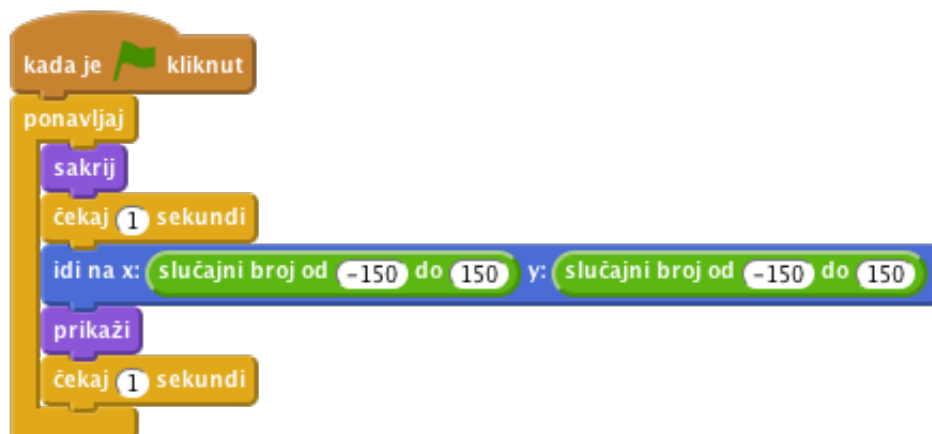 kada je kliknut
ponavljaj
sakrij
čekaj 1 sekundi
idi na x: slučajni broj od -150 do 150 y: slučajni broj od -150 do 150
prikaži
čekaj 1 sekundi